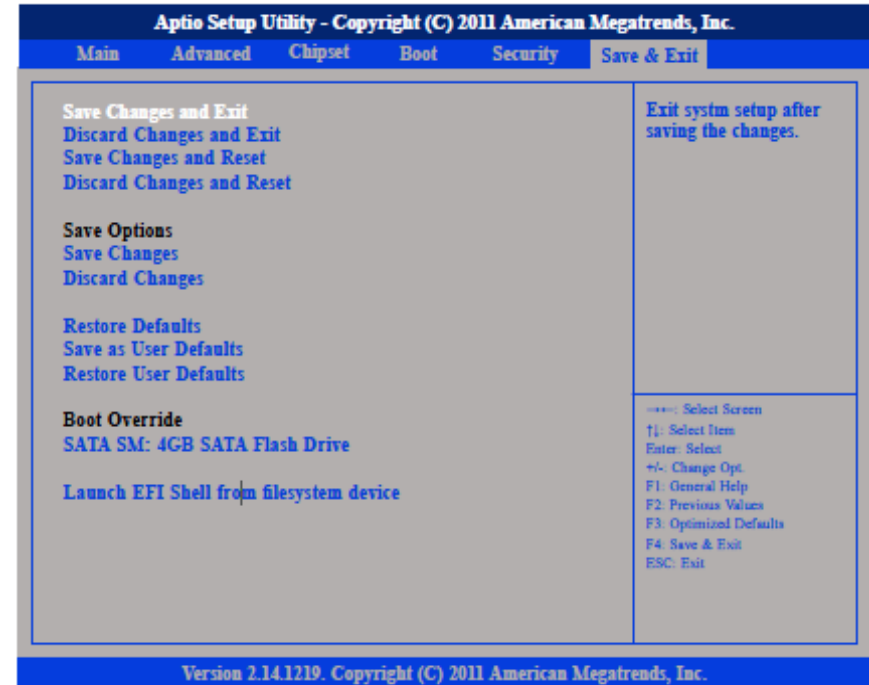 Aptio Setup Utility - Copyright (C) 2011 American Megatrends, Inc.
Main Advanced Chipset Boot Security Save & Exit
Save Changes and Exit
Discard Changes and Exit
Save Changes and Reset
Discard Changes and Reset
Save Options
Save Changes
Discard Changes
Restore Defaults
Save as User Defaults
Restore User Defaults
Boot Override
SATA SM: 4GB SATA Flash Drive
Launch EFI Shell from filesystem device
Exit systm setup after
saving the changes.
→←: Select Screen
↑↓: Select Item
Enter: Select
+/-: Change Opt.
F1: General Help
F2: Previous Values
F3: Optimized Defaults
F4: Save & Exit
ESC: Exit
Version 2.14.1219. Copyright (C) 2011 American Megatrends, Inc.